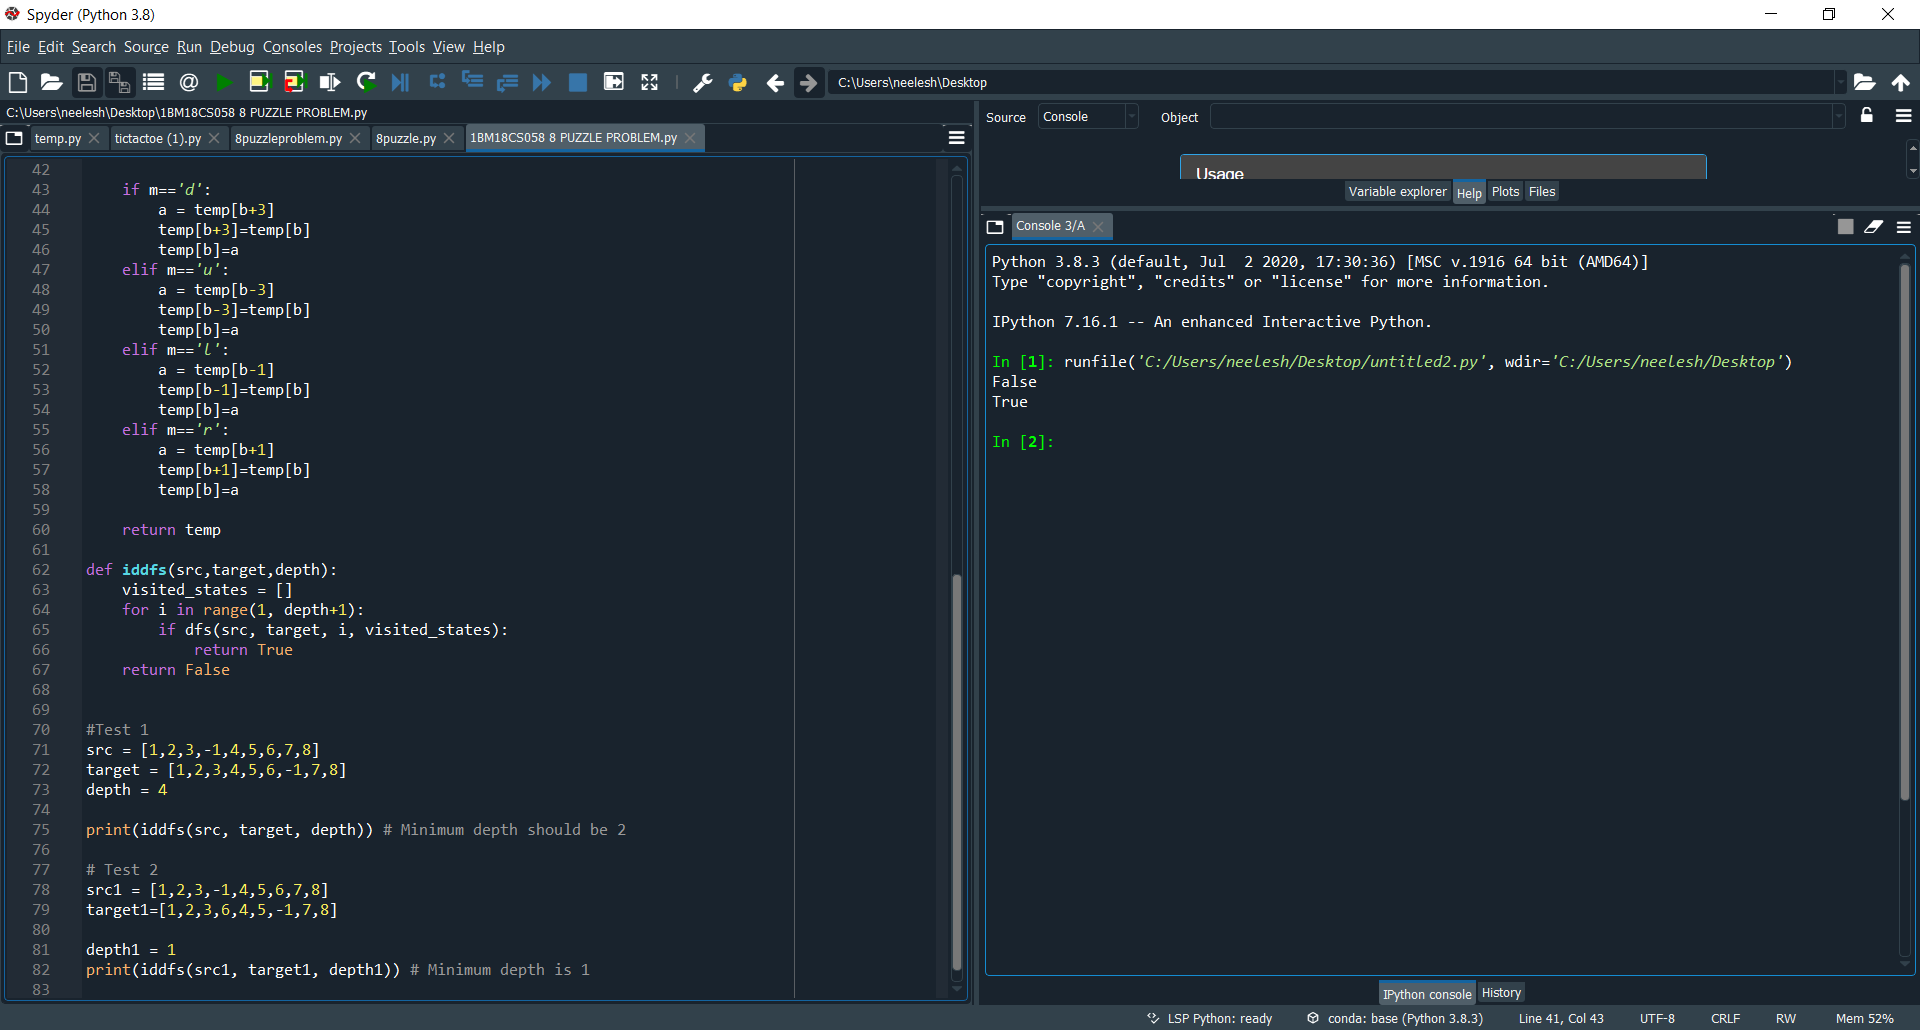 Spyder (Python 3.8)
File Edit Search Source Run Debug Consoles Projects Tools View Help
C:\Users\neelesh\Desktop
C:\Users\neelesh\Desktop\1BM18CS058 8 PUZZLE PROBLEM.py
temp.py tictactoe (1).py 8puzzleproblem.py 8puzzle.py 1BM18CS058 8 PUZZLE PROBLEM.py
42
43 if m=='d':
44 a = temp[b+3]
45 temp[b+3]=temp[b]
46 temp[b]=a
47 elif m=='u':
48 a = temp[b-3]
49 temp[b-3]=temp[b]
50 temp[b]=a
51 elif m=='l':
52 a = temp[b-1]
53 temp[b-1]=temp[b]
54 temp[b]=a
55 elif m=='r':
56 a = temp[b+1]
57 temp[b+1]=temp[b]
58 temp[b]=a
59
60 return temp
61
62 def iddfs(src,target,depth):
63 visited_states = []
64 for i in range(1, depth+1):
65 if dfs(src, target, i, visited_states):
66 return True
67 return False
68
69
70 #Test 1
71 src = [1,2,3,-1,4,5,6,7,8]
72 target = [1,2,3,4,5,6,-1,7,8]
73 depth = 4
74
75 print(iddfs(src, target, depth)) # Minimum depth should be 2
76
77 # Test 2
78 src1 = [1,2,3,-1,4,5,6,7,8]
79 target1=[1,2,3,6,4,5,-1,7,8]
80
81 depth1 = 1
82 print(iddfs(src1, target1, depth1)) # Minimum depth is 1
83
Source Console Object
Usage
Variable explorer Help Plots Files
Console 3/A
Python 3.8.3 (default, Jul  2 2020, 17:30:36) [MSC v.1916 64 bit (AMD64)]
Type "copyright", "credits" or "license" for more information.
IPython 7.16.1 -- An enhanced Interactive Python.
In [1]: runfile('C:/Users/neelesh/Desktop/untitled2.py', wdir='C:/Users/neelesh/Desktop')
False
True
In [2]:
IPython console History
LSP Python: ready conda: base (Python 3.8.3) Line 41, Col 43 UTF-8 CRLF RW Mem 52%